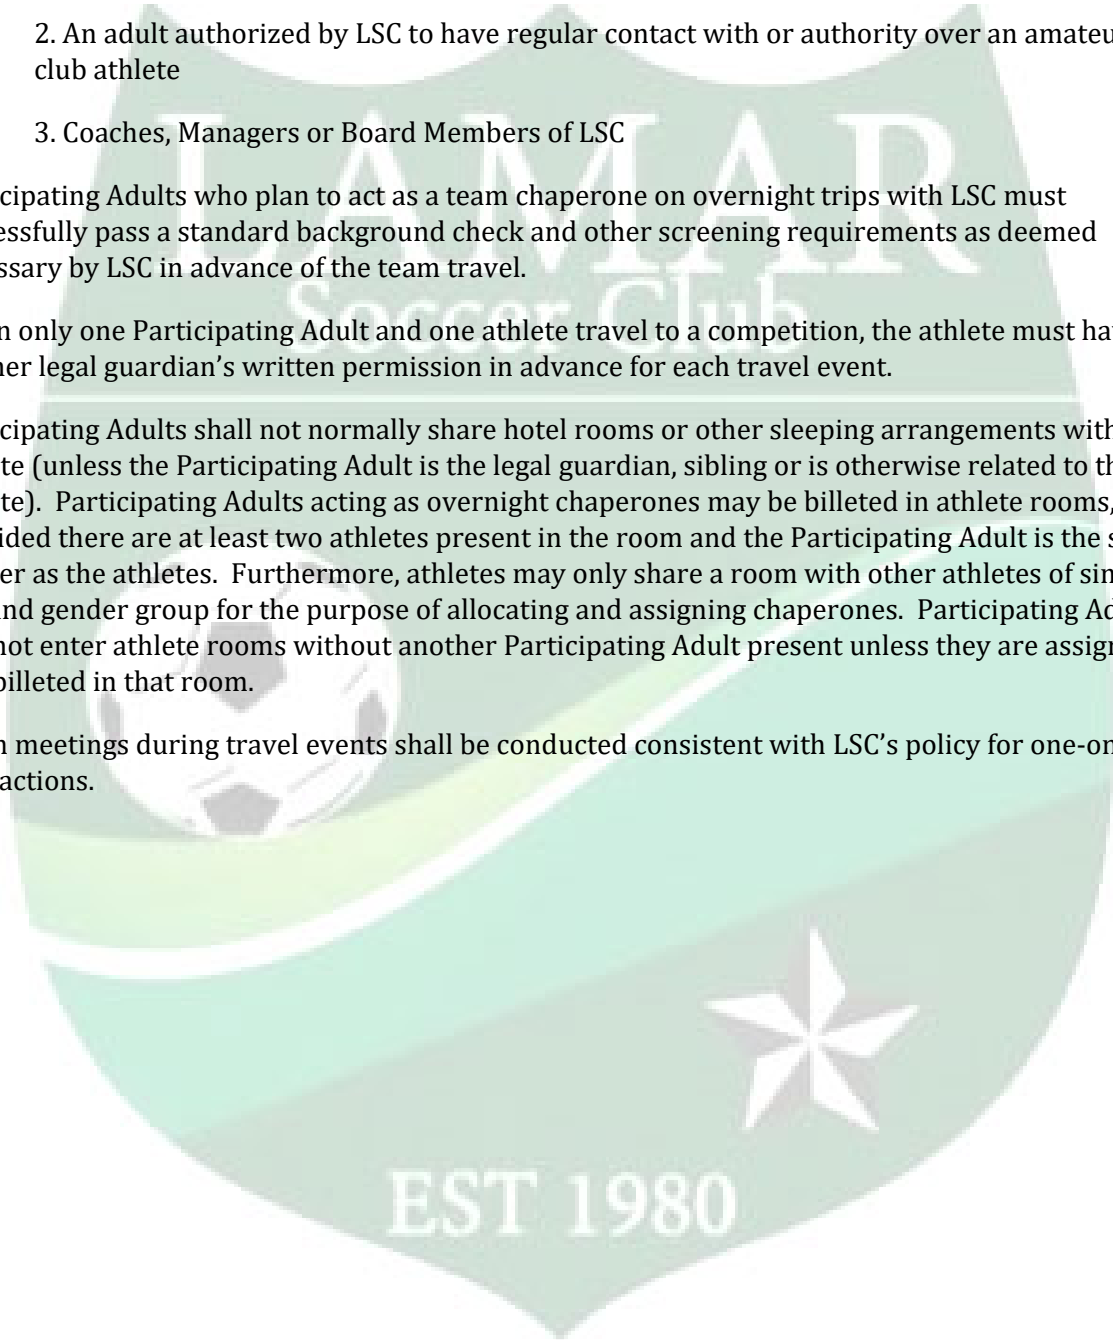 2. An adult authorized by LSC to have regular contact with or authority over an amateu
club athlete
LAMAR
3. Coaches, Managers or Board Members of LSC
cipating Adults who plan to act as a team chaperone on overnight trips with LSC must
essfully pass a standard background check and other screening requirements as deemed
ssary by LSC in advance of the team travel.
Soccer Club
n only one Participating Adult and one athlete travel to a competition, the athlete must hav
her legal guardian’s written permission in advance for each travel event.
cipating Adults shall not normally share hotel rooms or other sleeping arrangements with
te (unless the Participating Adult is the legal guardian, sibling or is otherwise related to th
te).  Participating Adults acting as overnight chaperones may be billeted in athlete rooms,
ided there are at least two athletes present in the room and the Participating Adult is the s
er as the athletes.  Furthermore, athletes may only share a room with other athletes of sim
nd gender group for the purpose of allocating and assigning chaperones.  Participating Ad
not enter athlete rooms without another Participating Adult present unless they are assign
billeted in that room.
n meetings during travel events shall be conducted consistent with LSC’s policy for one-on
actions.
EST 1980